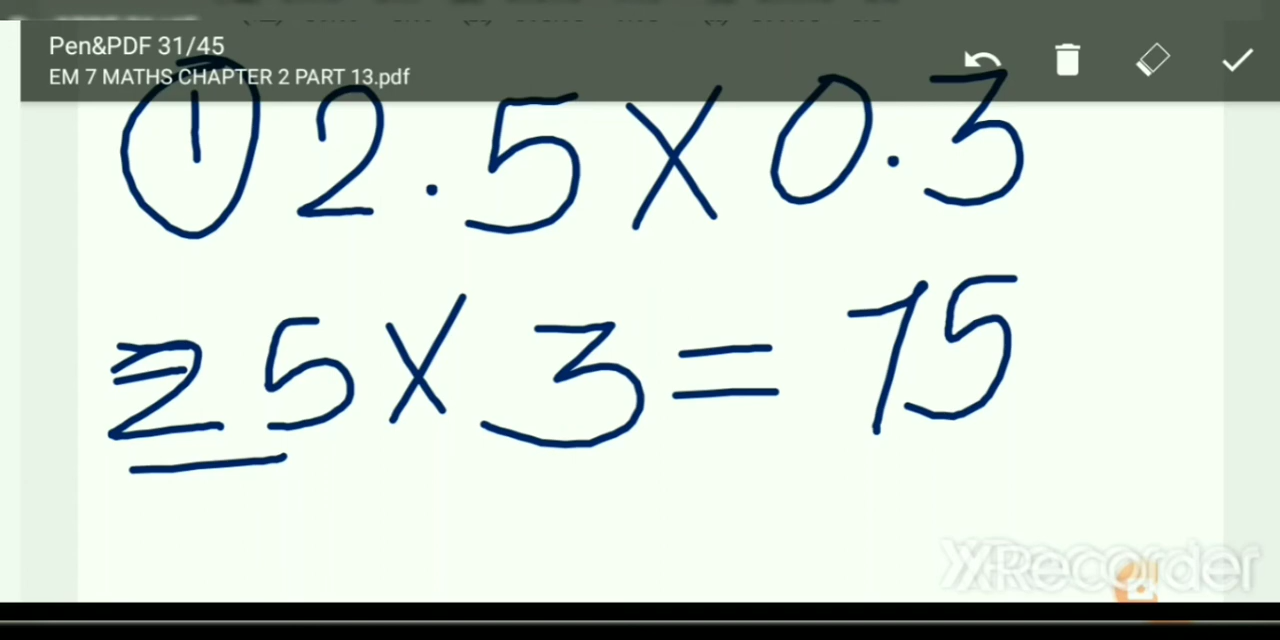 Pen&PDF 31/45
EM 7 MATHS CHAPTER 2 PART 13.pdf
① 2.5 X 0.3
25 X 3 = 75
XRecorder